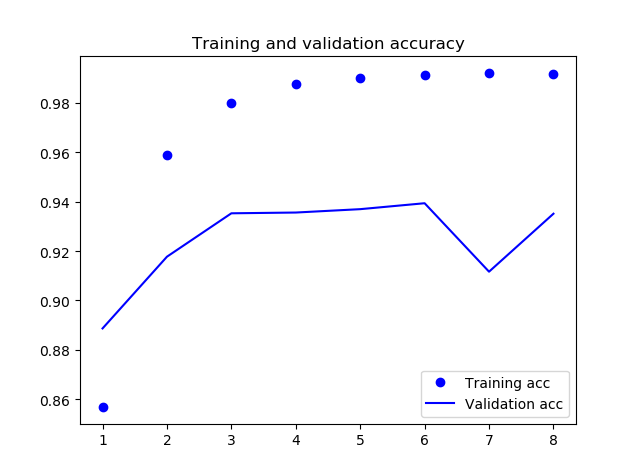 Training and validation accuracy
0.98
0.96
0.94
0.92
0.90
0.88
0.86
Training acc
Validation acc
1 2 3 4 5 6 7 8